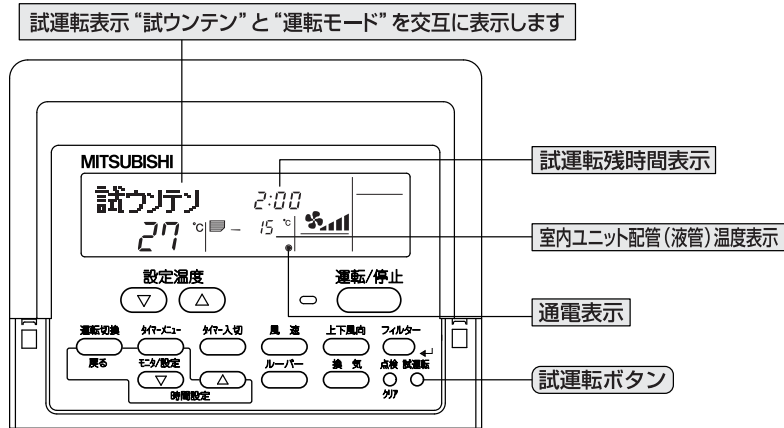 試運転表示“試ウンテン”と“運転モード”を交互に表示します
MITSUBISHI
試ウンテン
2:00
試運転残時間表示
27 ℃
- 15 ℃
室内ユニット配管(液管)温度表示
設定温度
運転/停止
通電表示
▽ △
運転切換 タイマーメニュー タイマー入切 風 速 上下風向 フィルター
戻る モニタ/設定 ルーバー 換 気 点検 試運転
▽ △
試運転ボタン
時間設定
クリア